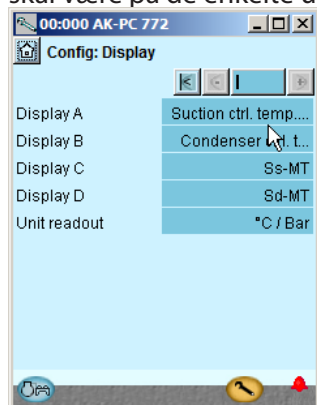 skal være på de enkelte d
00:000 AK-PC 772
Config: Display
Display A Suction ctrl. temp....
Display B Condenser t...
Display C Ss-MT
Display D Sd-MT
Unit readout °C / Bar